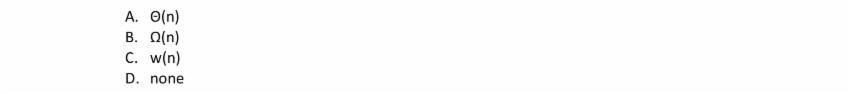 A. Θ(n)
B. Ω(n)
C. w(n)
D. none